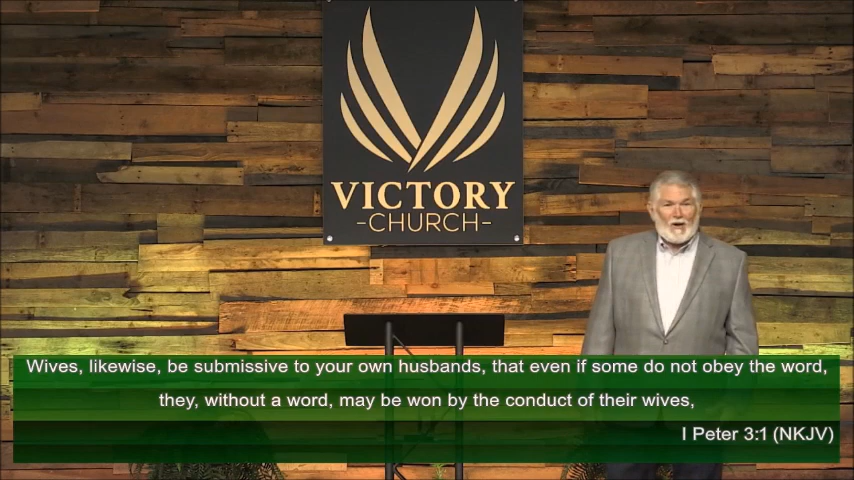 VICTORY
-CHURCH-
Wives, likewise, be submissive to your own husbands, that even if some do not obey the word,
they, without a word, may be won by the conduct of their wives,
I Peter 3:1 (NKJV)